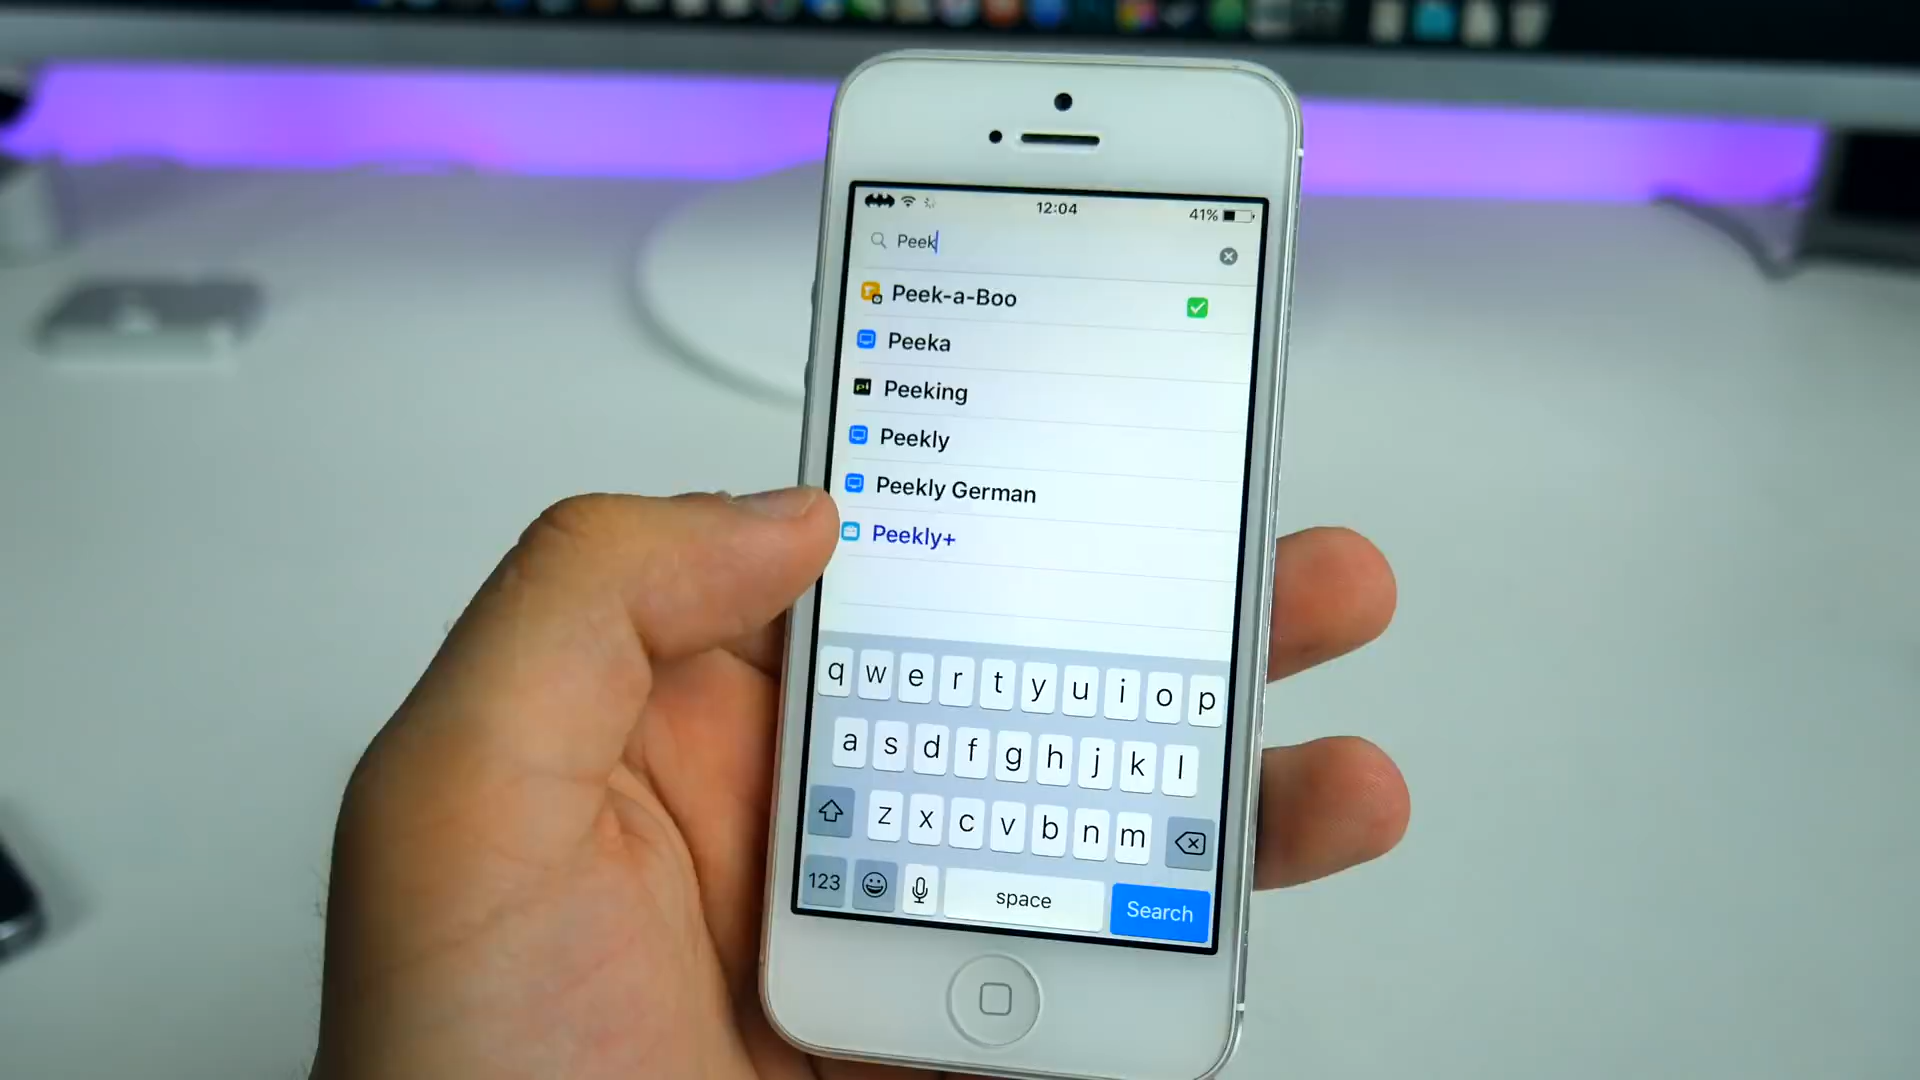 12:04
41%
Peek
Peek-a-Boo
Peeka
Peeking
Peekly
Peekly German
Peekly+
q w e r t y u i o p
a s d f g h j k l
z x c v b n m
123 space Search